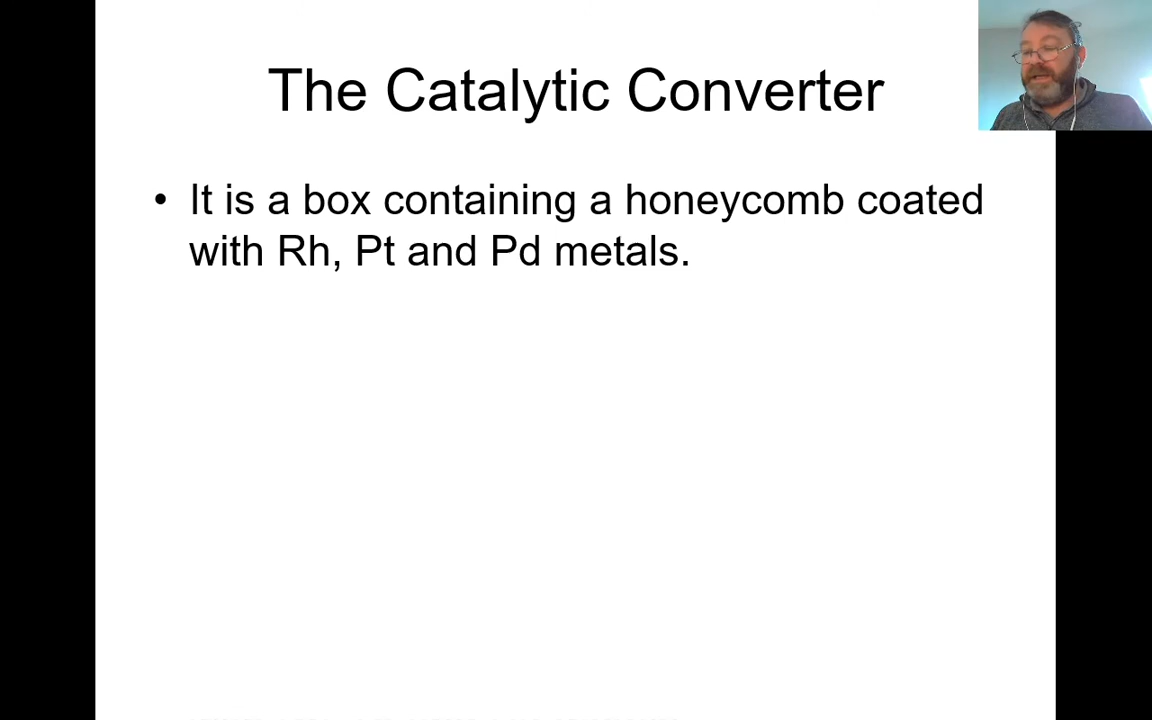 The Catalytic Converter
• It is a box containing a honeycomb coated
with Rh, Pt and Pd metals.